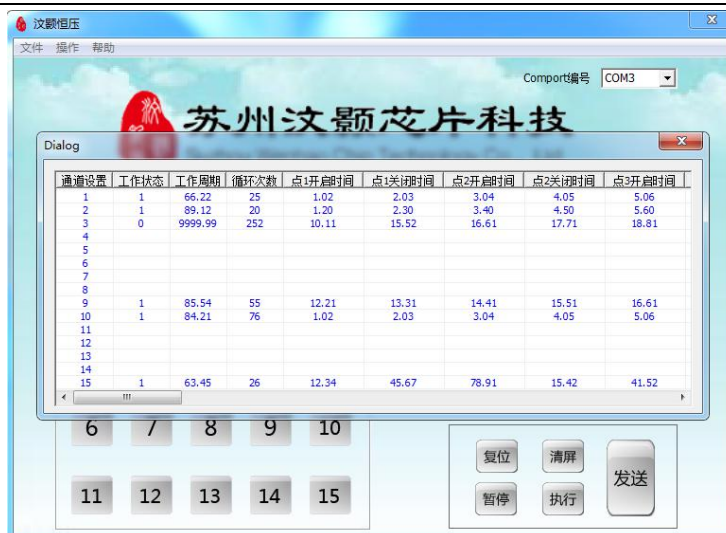 汶颢恒压
文件 操作 帮助
Comport编号 COM3
苏州汶颢芯片科技
Dialog
通道设置 工作状态 工作周期 循环次数 点1开启时间 点1关闭时间 点2开启时间 点2关闭时间 点3开启时间
1 1 66.22 25 1.02 2.03 3.04 4.05 5.06
2 1 89.12 20 1.20 2.30 3.40 4.50 5.60
3 0 9999.99 252 10.11 15.52 16.61 17.71 18.81
4
5
6
7
8
9 1 85.54 55 12.21 13.31 14.41 15.51 16.61
10 1 84.21 76 1.02 2.03 3.04 4.05 5.06
11
12
13
14
15 1 63.45 26 12.34 45.67 78.91 15.42 41.52
6 7 8 9 10
复位 清屏 发送
11 12 13 14 15
暂停 执行